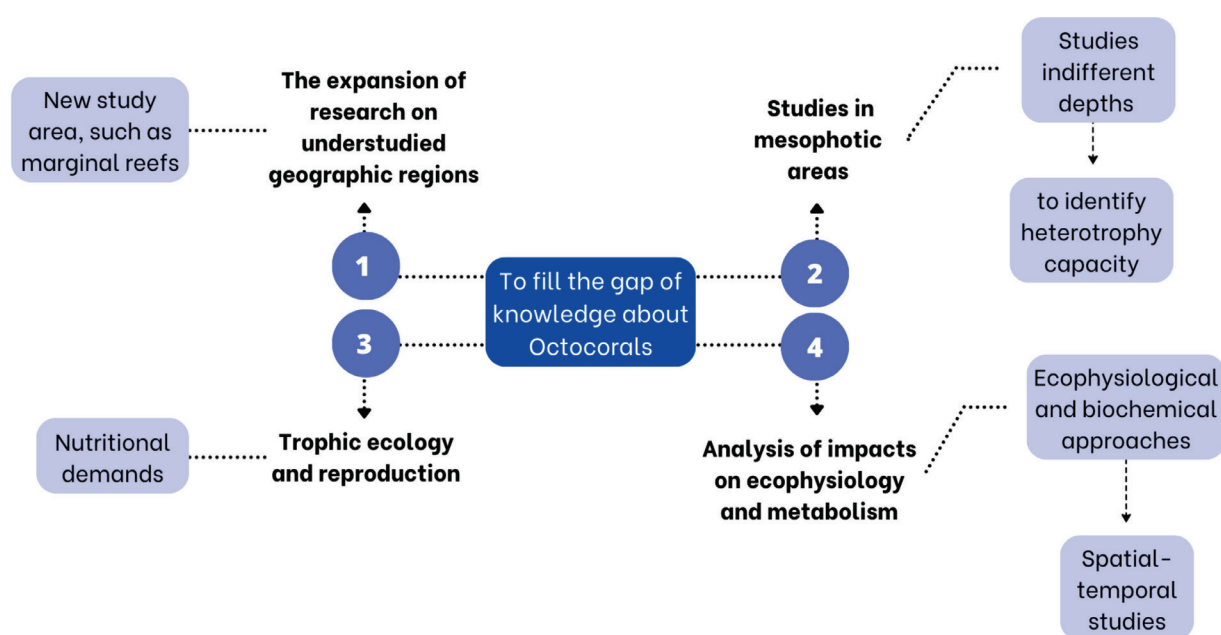 New study
area, such as
marginal reefs
The expansion of
research on
understudied
geographic regions
1
Studies in
mesophotic
areas
2
Studies
indifferent
depths
to identify
heterotrophy
capacity
To fill the gap of
knowledge about
Octocorals
3
Trophic ecology
and reproduction
Nutritional
demands
4
Analysis of impacts
on ecophysiology
and metabolism
Ecophysiological
and biochemical
approaches
Spatial-
temporal
studies